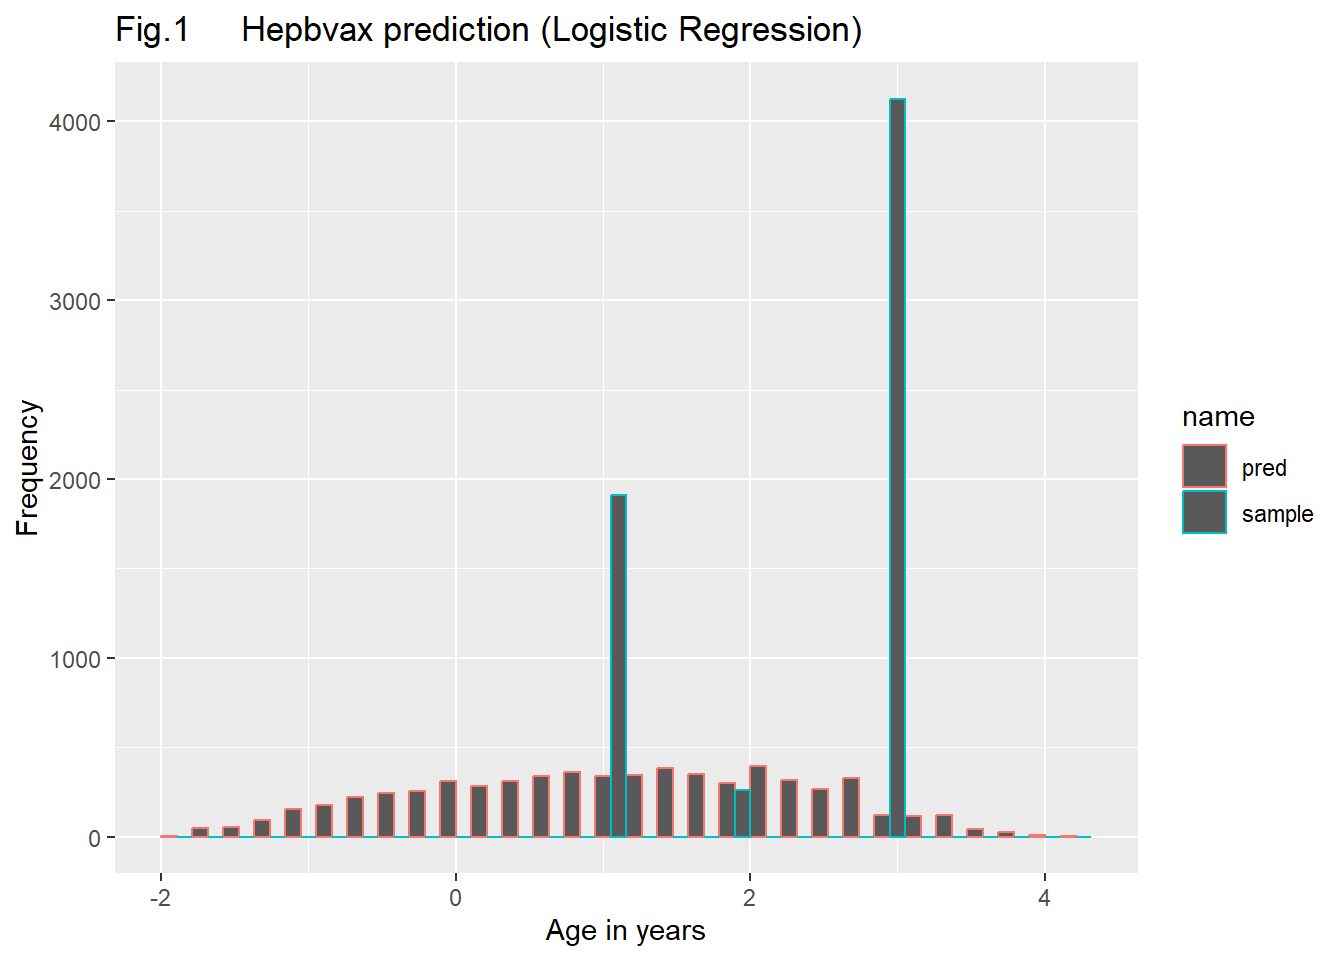 Fig.1 Hepbvax prediction (Logistic Regression)
4000
3000
2000
1000
0
Frequency
-2 0 2 4
Age in years
name
pred
sample